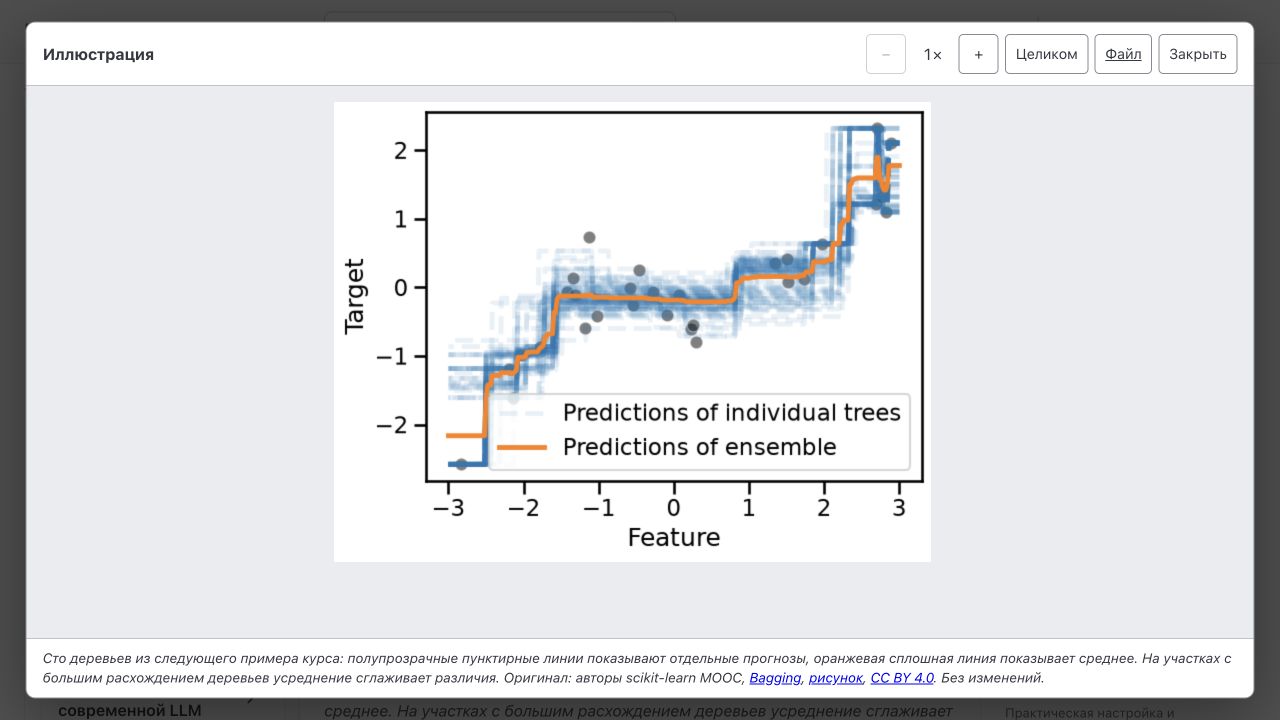 Иллюстрация
−
1×
+
Целиком
Файл
Закрыть
2
1
0
−1
−2
Target
Predictions of individual trees
Predictions of ensemble
−3 −2 −1 0 1 2 3
Feature
Сто деревьев из следующего примера курса: полупрозрачные пунктирные линии показывают отдельные прогнозы, оранжевая сплошная линия показывает среднее. На участках с
большим расхождением деревьев усреднение сглаживает различия. Оригинал: авторы scikit-learn MOOC, Bagging, рисунок, CC BY 4.0. Без изменений.
современной LLM
среднее. На участках с большим расхождением деревьев усреднение сглаживает
Практическая настройка и